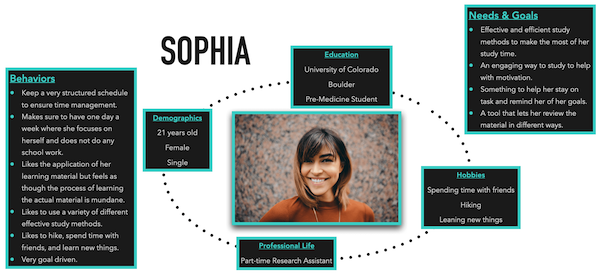 SOPHIA
Behaviors
Keep a very structured schedule
to ensure time management.
Makes sure to have one day a
week where she focuses on
herself and does not do any
school work.
Likes the application of her
learning material but feels as
though the process of learning
the actual material is mundane.
Likes to use a variety of different
effective study methods.
Likes to hike, spend time with
friends, and learn new things.
Very goal driven.
Demographics
21 years old
Female
Single
Education
University of Colorado
Boulder
Pre-Medicine Student
Professional Life
Part-time Research Assistant
Needs & Goals
Effective and efficient study
methods to make the most of her
study time.
An engaging way to study to help
with motivation.
Something to help her stay on
task and remind her of her goals.
A tool that lets her review the
material in different ways.
Hobbies
Spending time with friends
Hiking
Leaning new things